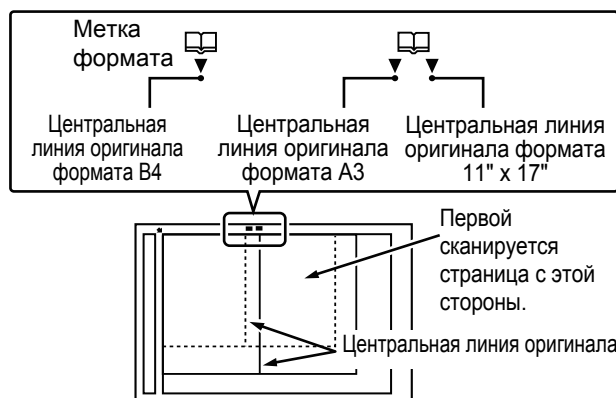 Метка
формата
Центральная
линия оригинала
формата B4
Центральная
линия оригинала
формата A3
Центральная линия
оригинала формата
11" x 17"
Первой
сканируется
страница с этой
стороны.
Центральная линия оригинала